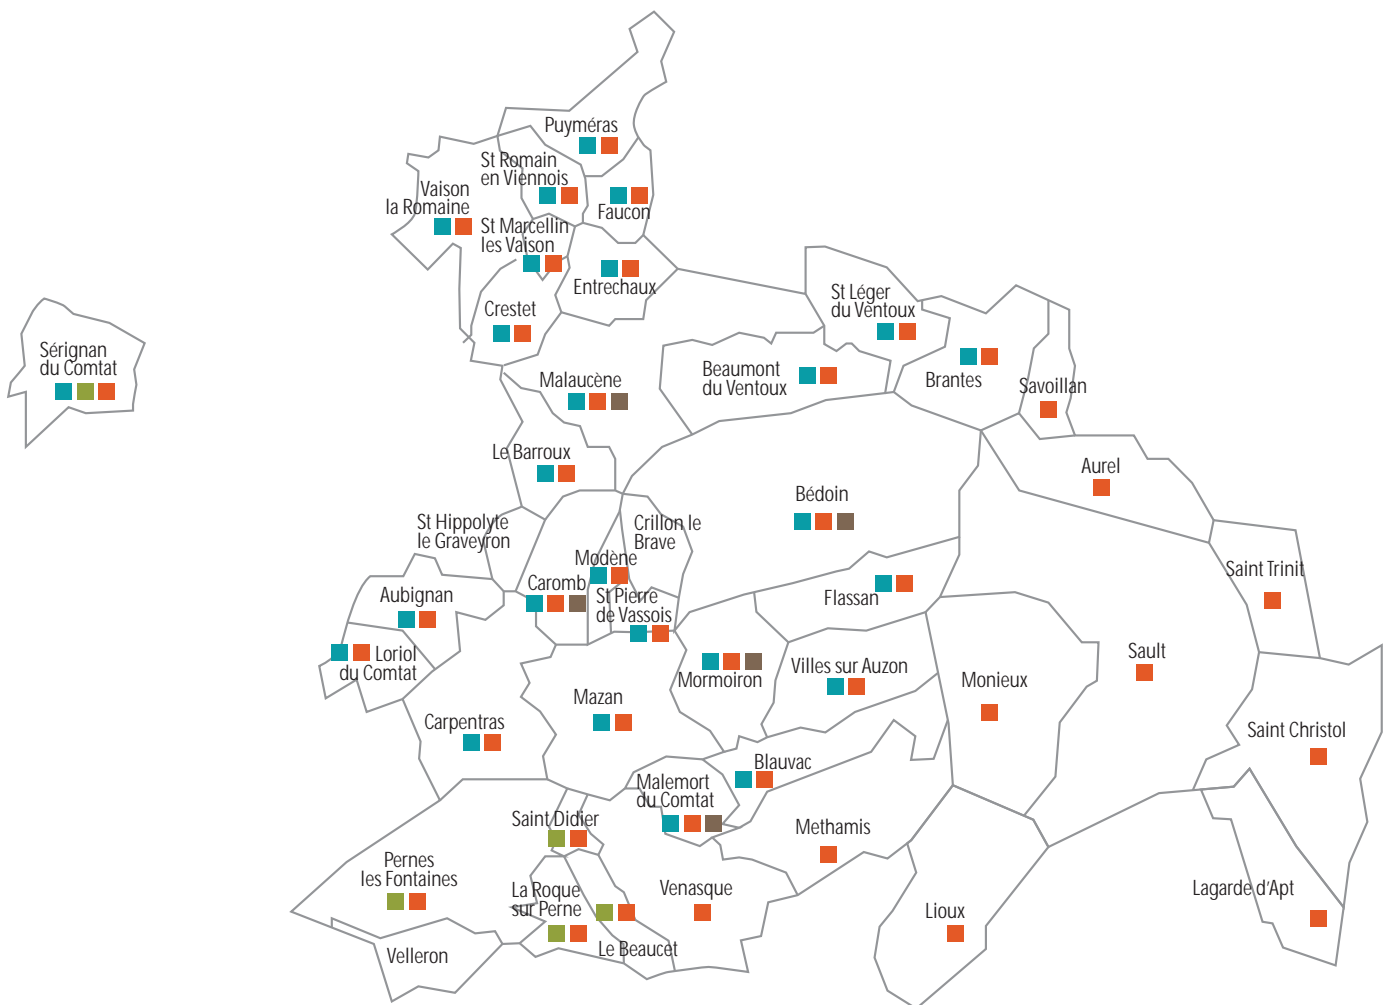 Puyméras
St Romain
en Viennois
Vaison
la Romaine
Faucon
St Marcellin
les Vaison
Entrechaux
Crestet
St Léger
du Ventoux
Sérignan
du Comtat
Malaucène
Beaumont
du Ventoux
Brantes
Savoillan
Le Barroux
Aurel
Bédoin
St Hippolyte
le Graveyron
Crillon le
Brave
Modène
Saint Trinit
Aubignan
Caromb
St Pierre
de Vassois
Flassan
Loriol
du Comtat
Mormoiron
Villes sur Auzon
Sault
Monieux
Mazan
Carpentras
Saint Christol
Blauvac
Malemort
du Comtat
Saint Didier
Methamis
Pernes
les Fontaines
La Roque
sur Perne
Venasque
Lagarde d'Apt
Lioux
Le Beaucet
Velleron